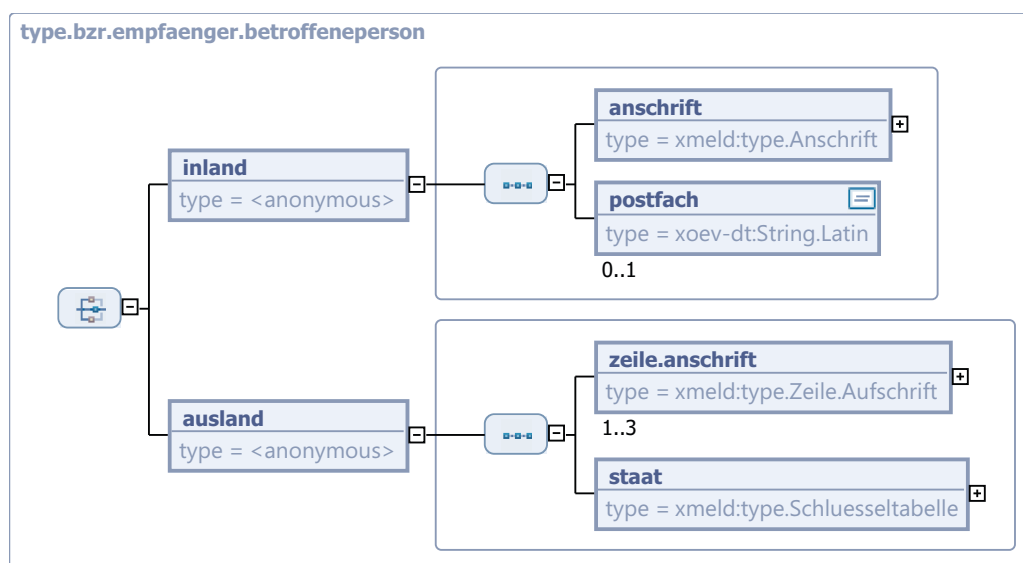 type.bzr.empfaenger.betroffeneperson
anschrift
type = xmeld:type.Anschrift
inland
type = <anonymous>
postfach
type = xoev-dt:String.Latin
0..1
zeile.anschrift
type = xmeld:type.Zeile.Aufschrift
1..3
ausland
type = <anonymous>
staat
type = xmeld:type.Schluesseltabelle